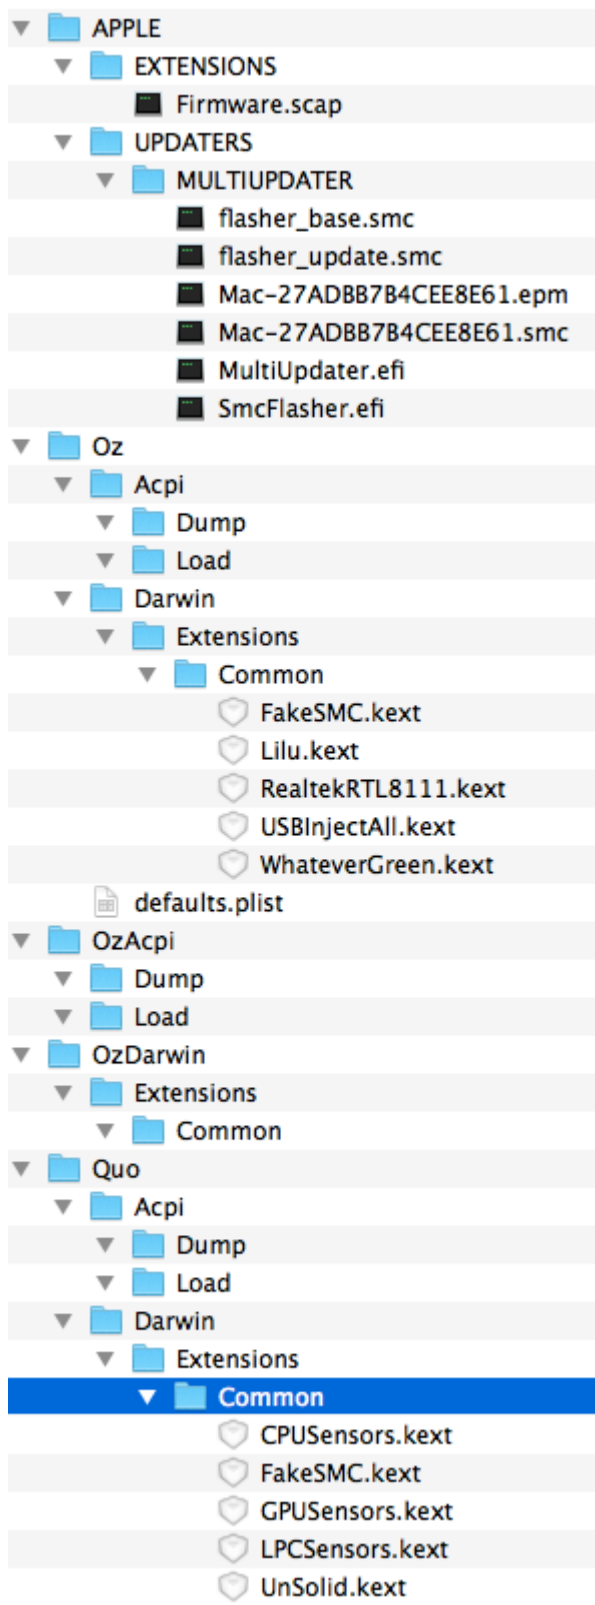 APPLE
EXTENSIONS
Firmware.scap
UPDATERS
MULTIUPDATER
flasher_base.smc
flasher_update.smc
Mac-27ADBB7B4CEE8E61.epm
Mac-27ADBB7B4CEE8E61.smc
MultiUpdater.efi
SmcFlasher.efi
Oz
Acpi
Dump
Load
Darwin
Extensions
Common
FakeSMC.kext
Lilu.kext
RealtekRTL8111.kext
USBInjectAll.kext
WhateverGreen.kext
defaults.plist
OzAcpi
Dump
Load
OzDarwin
Extensions
Common
Quo
Acpi
Dump
Load
Darwin
Extensions
Common
CPUSensors.kext
FakeSMC.kext
GPUSensors.kext
LPCSensors.kext
UnSolid.kext